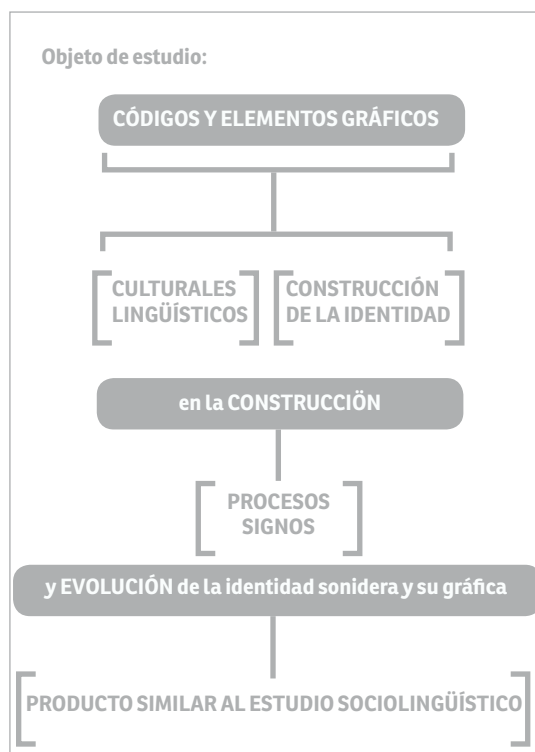 Objeto de estudio:
CÓDIGOS Y ELEMENTOS GRÁFICOS
CULTURALES
LINGÜÍSTICOS
CONSTRUCCIÓN
DE LA IDENTIDAD
en la CONSTRUCCIÖN
PROCESOS
SIGNOS
y EVOLUCIÓN de la identidad sonidera y su gráfica
PRODUCTO SIMILAR AL ESTUDIO SOCIOLINGÜÍSTICO